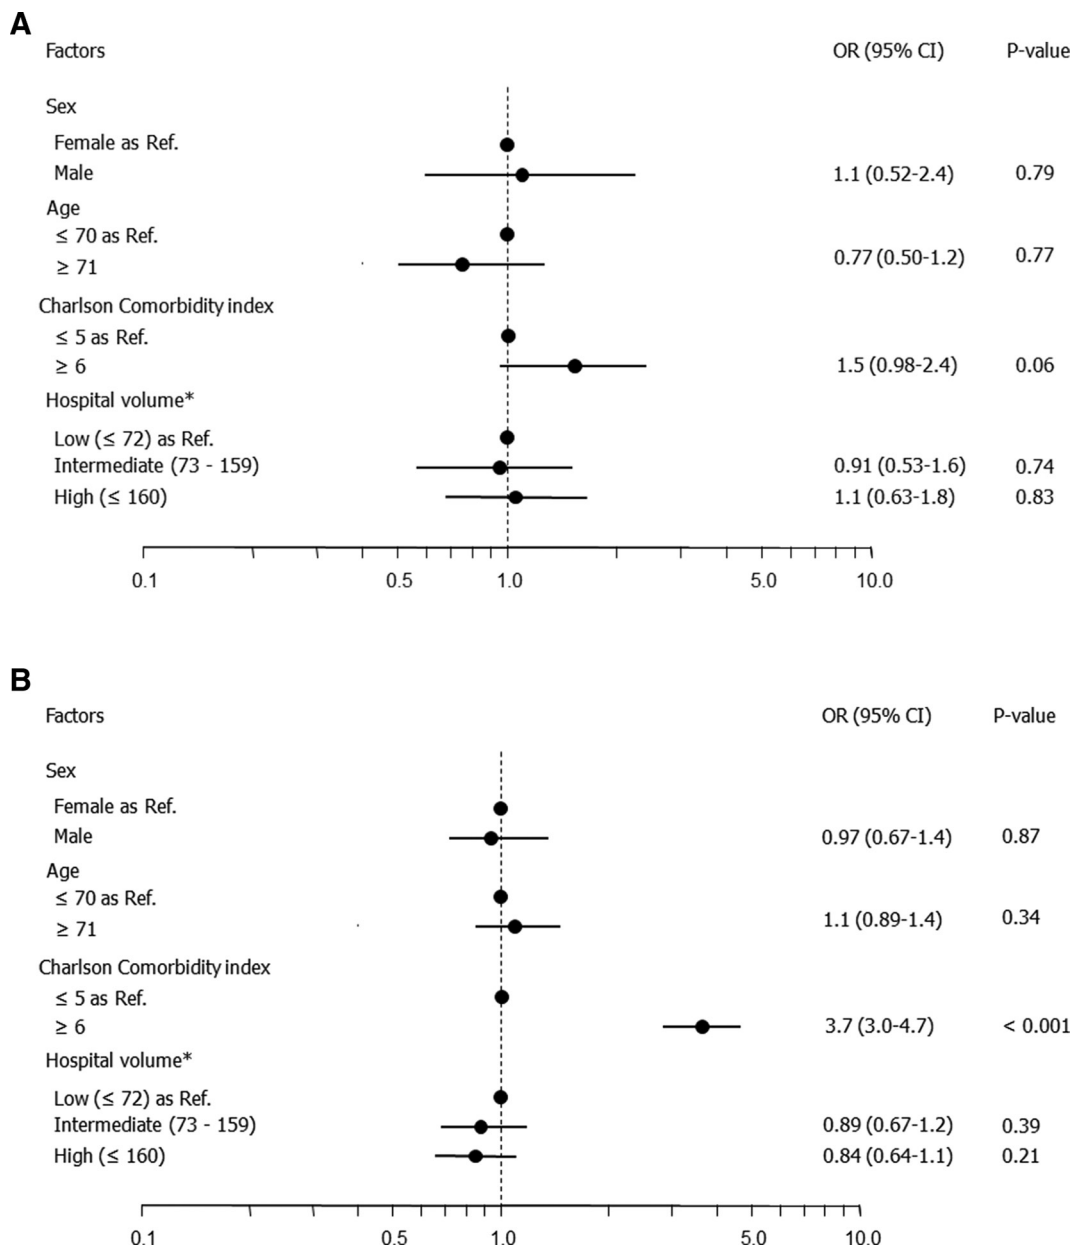 A
Factors OR (95% CI) P-value
Sex
Female as Ref.
Male 1.1 (0.52-2.4) 0.79
Age
≤ 70 as Ref.
≥ 71 0.77 (0.50-1.2) 0.77
Charlson Comorbidity index
≤ 5 as Ref.
≥ 6 1.5 (0.98-2.4) 0.06
Hospital volume*
Low (≤ 72) as Ref.
Intermediate (73 - 159) 0.91 (0.53-1.6) 0.74
High (≤ 160) 1.1 (0.63-1.8) 0.83
0.1 0.5 1.0 5.0 10.0
B
Factors OR (95% CI) P-value
Sex
Female as Ref.
Male 0.97 (0.67-1.4) 0.87
Age
≤ 70 as Ref.
≥ 71 1.1 (0.89-1.4) 0.34
Charlson Comorbidity index
≤ 5 as Ref.
≥ 6 3.7 (3.0-4.7) < 0.001
Hospital volume*
Low (≤ 72) as Ref.
Intermediate (73 - 159) 0.89 (0.67-1.2) 0.39
High (≤ 160) 0.84 (0.64-1.1) 0.21
0.1 0.5 1.0 5.0 10.0